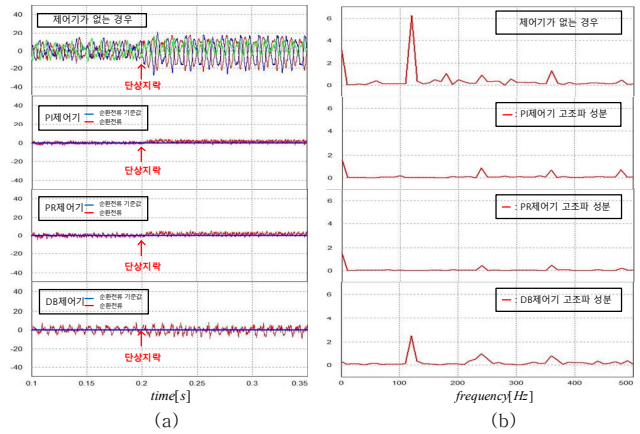 제어기가 없는 경우
40
20
0
-20
-40
단상지락
PI제어기
순환전류 기준값
순환전류
40
20
0
-20
-40
단상지락
PR제어기
순환전류 기준값
순환전류
40
20
0
-20
-40
단상지락
DB제어기
순환전류 기준값
순환전류
40
20
0
-20
-40
단상지락
0.1
0.15
0.2
0.25
0.3
0.35
time[s]
(a)
제어기가 없는 경우
6
4
2
0
: PI제어기 고조파 성분
6
4
2
0
: PR제어기 고조파 성분
6
4
2
0
: DB제어기 고조파 성분
6
4
2
0
0
100
200
300
400
500
frequency[Hz]
(b)